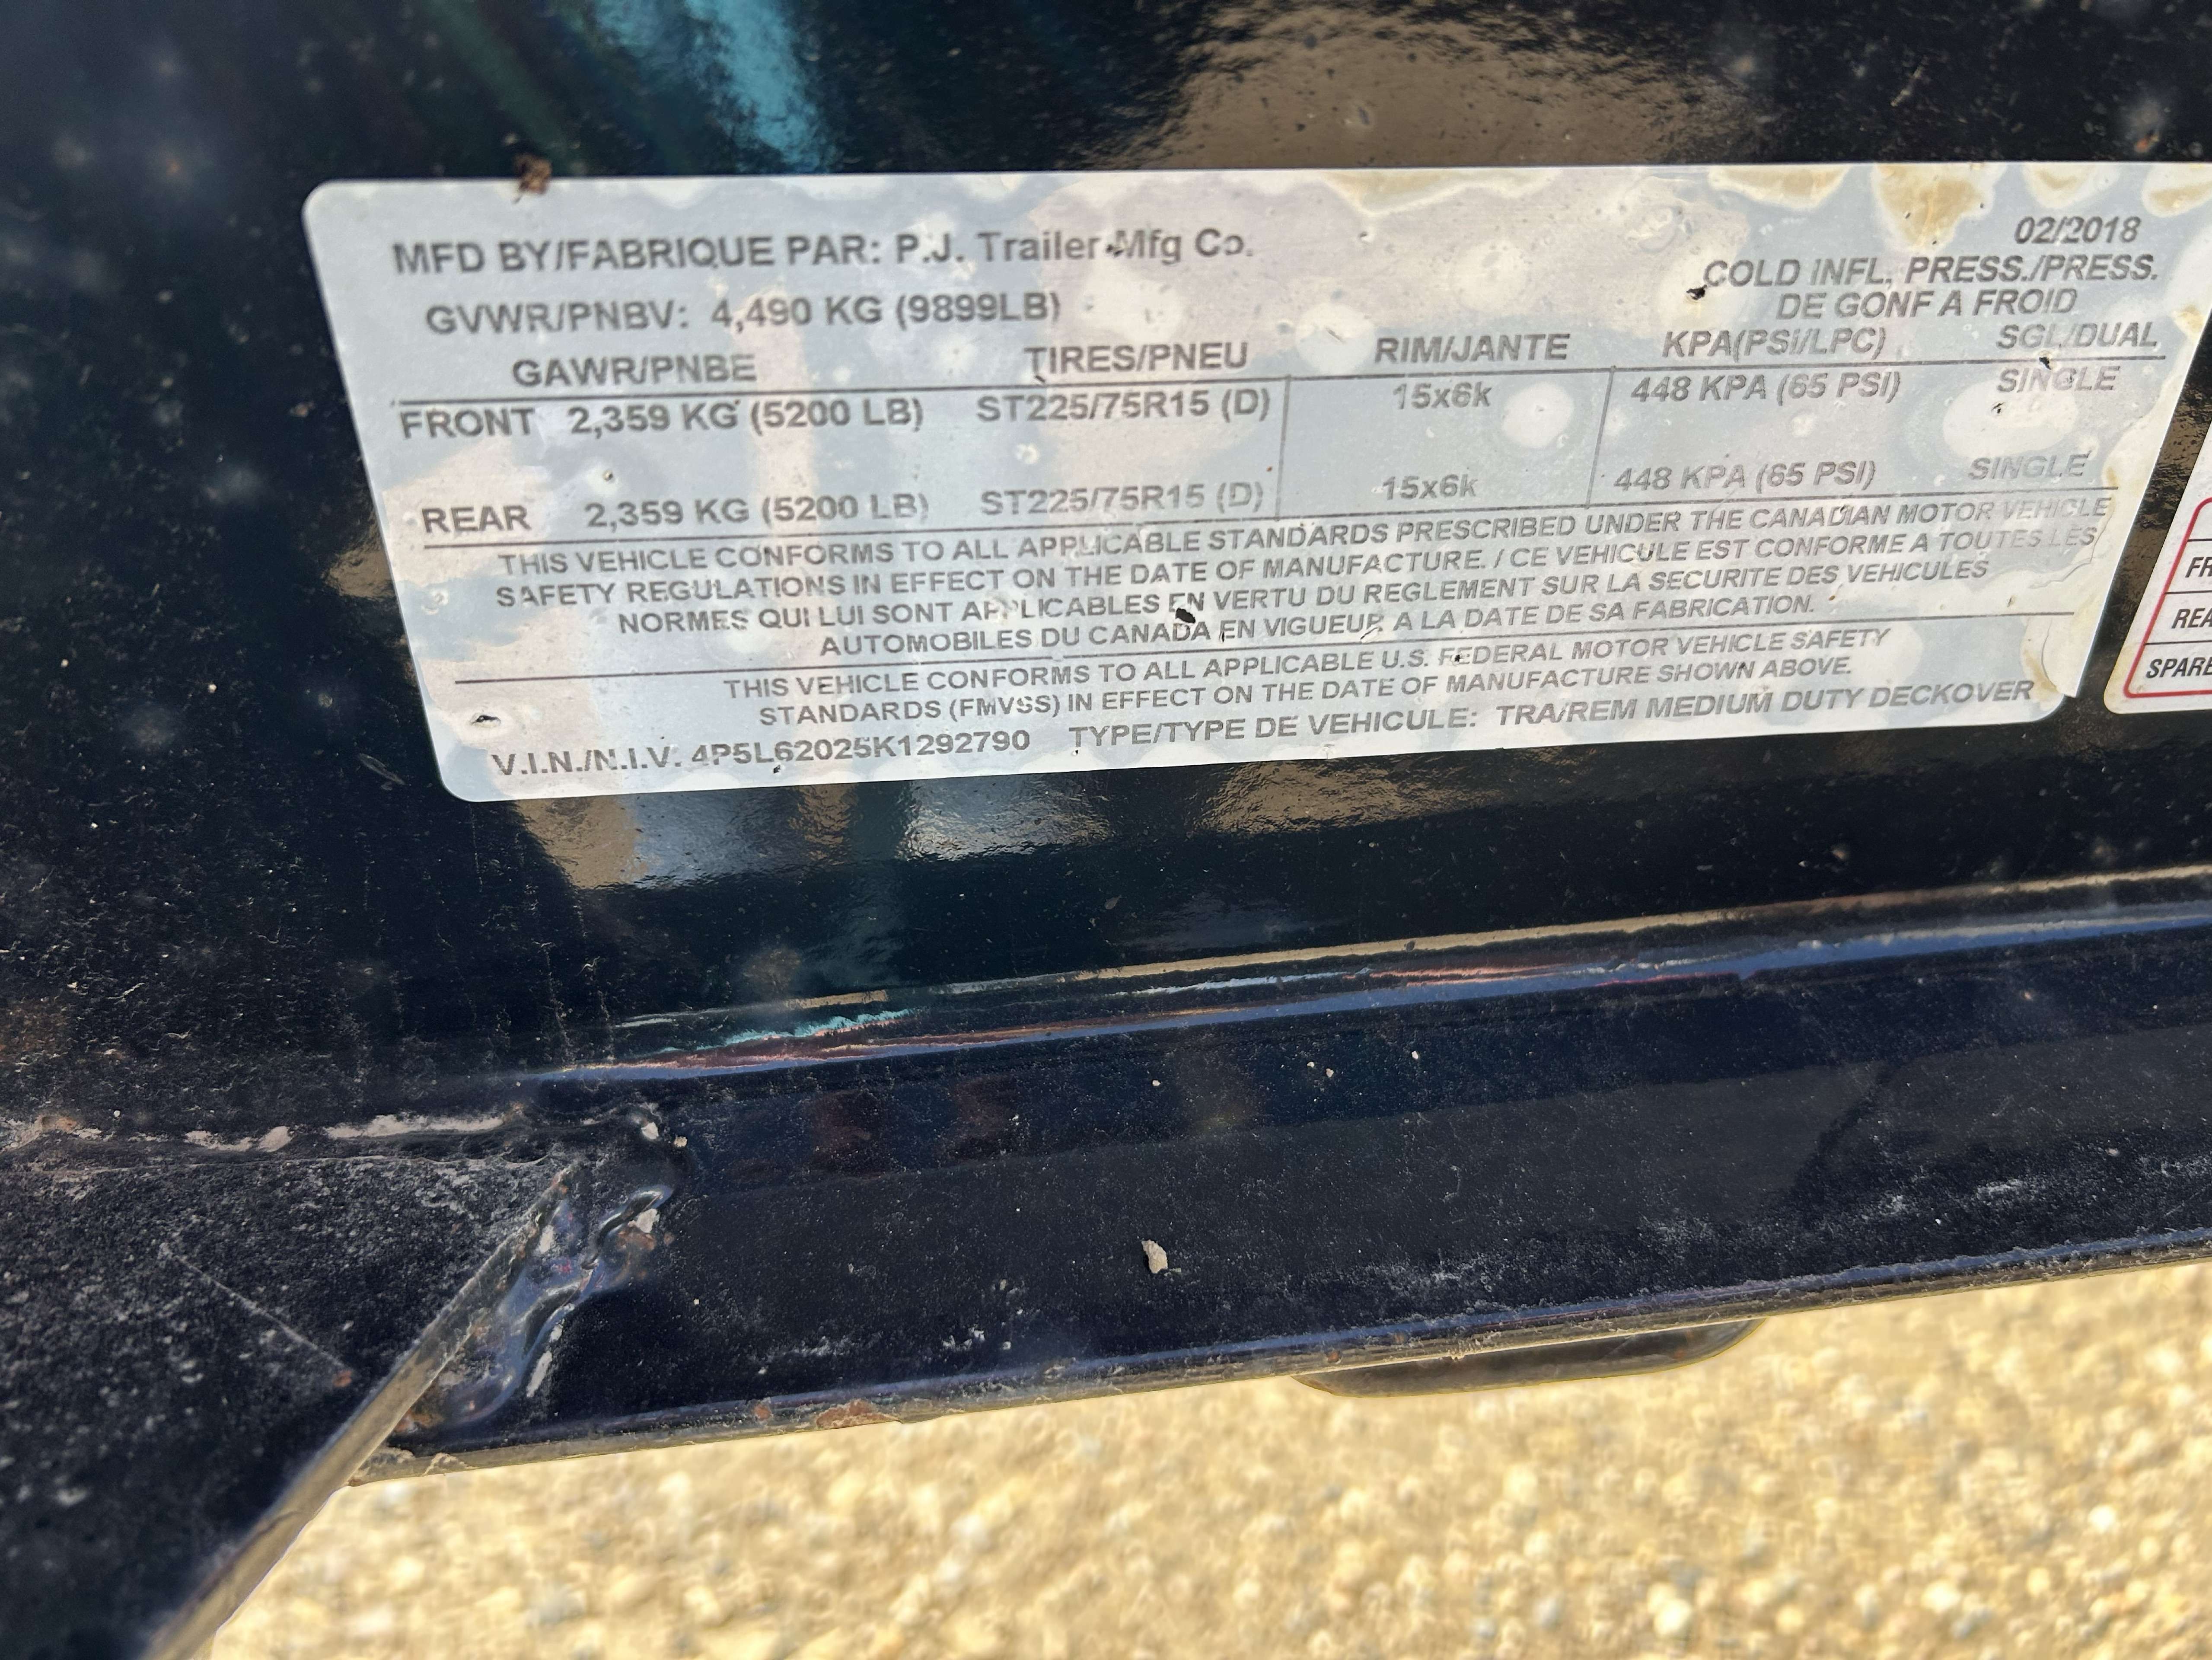 MFD BY/FABRIQUE PAR: P.J. Trailer Mfg Co.
02/2018
GVWR/PNBV: 4,490 KG (9899LB)
COLD INFL, PRESS./PRESS.
DE GONF A FROID
GAWR/PNBE TIRES/PNEU RIM/JANTE KPA(PSI/LPC) SGL/DUAL
FRONT 2,359 KG (5200 LB) ST225/75R15 (D) 15x6k 448 KPA (65 PSI) SINGLE
REAR 2,359 KG (5200 LB) ST225/75R15 (D) 15x6k 448 KPA (65 PSI) SINGLE
THIS VEHICLE CONFORMS TO ALL APPLICABLE STANDARDS PRESCRIBED UNDER THE CANADIAN MOTOR VEHICLE
SAFETY REGULATIONS IN EFFECT ON THE DATE OF MANUFACTURE. / CE VEHICULE EST CONFORME A TOUTES LES
NORMES QUI LUI SONT APPLICABLES EN VERTU DU REGLEMENT SUR LA SECURITE DES VEHICULES
AUTOMOBILES DU CANADA EN VIGUEUR A LA DATE DE SA FABRICATION.
THIS VEHICLE CONFORMS TO ALL APPLICABLE U.S. FEDERAL MOTOR VEHICLE SAFETY
STANDARDS (FMVSS) IN EFFECT ON THE DATE OF MANUFACTURE SHOWN ABOVE.
V.I.N./N.I.V. 4P5L62025K1292790 TYPE/TYPE DE VEHICULE: TRA/REM MEDIUM DUTY DECKOVER
FR
REA
SPARE